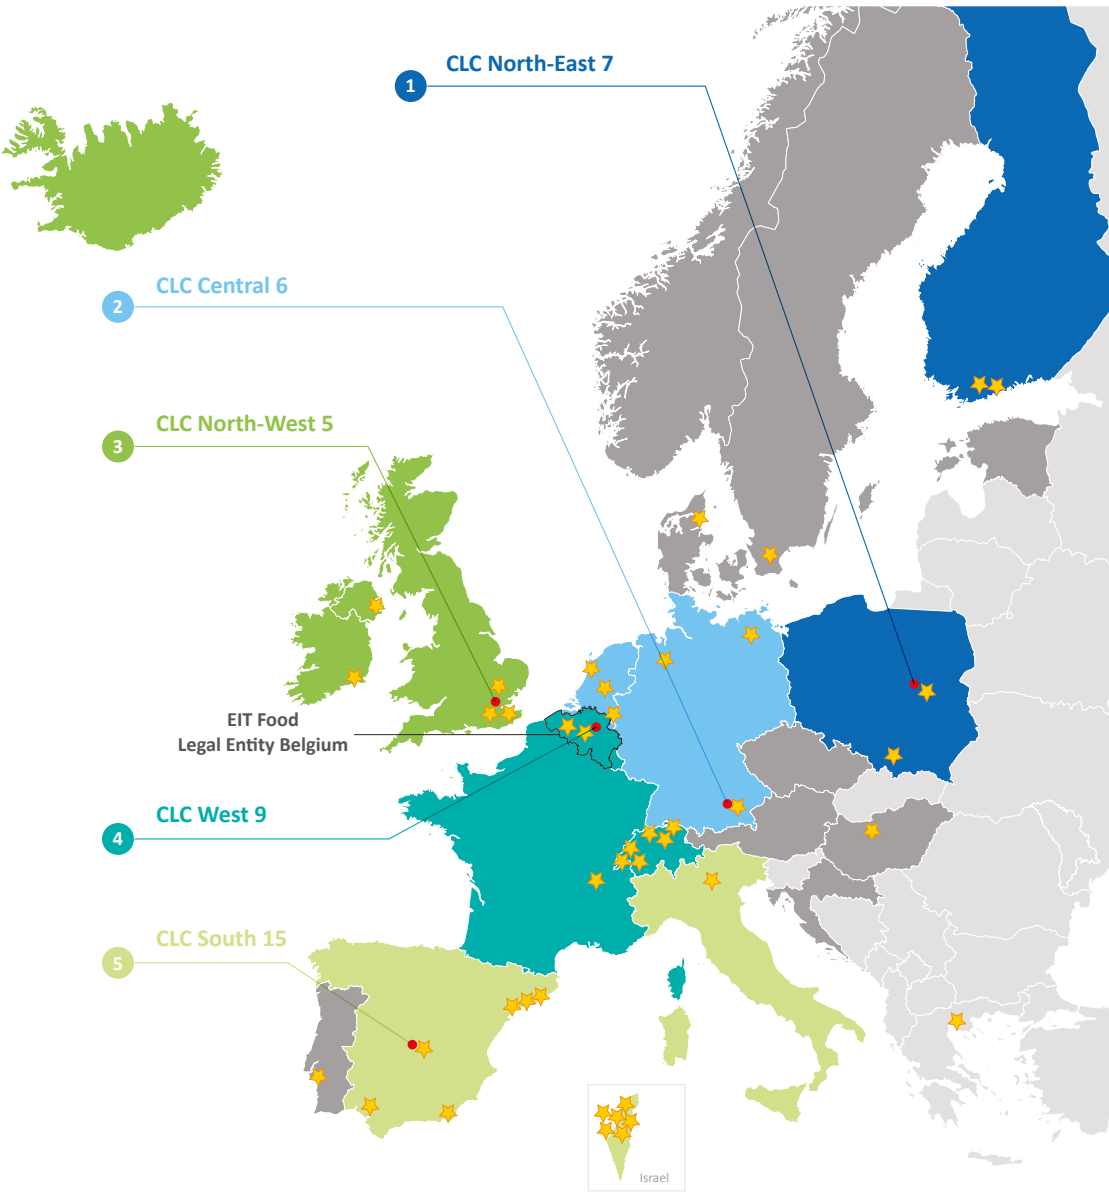 CLC North-East 7
1
CLC Central 6
2
CLC North-West 5
3
EIT Food
Legal Entity Belgium
CLC West 9
4
CLC South 15
5
Israel